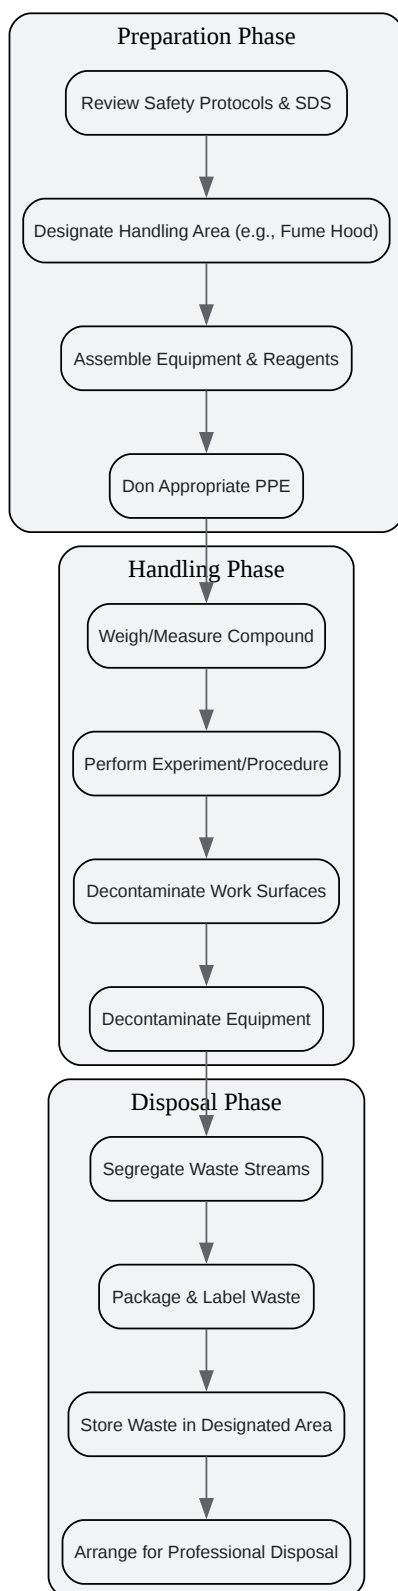 Preparation Phase
Review Safety Protocols & SDS
Designate Handling Area (e.g., Fume Hood)
Assemble Equipment & Reagents
Don Appropriate PPE
Handling Phase
Weigh/Measure Compound
Perform Experiment/Procedure
Decontaminate Work Surfaces
Decontaminate Equipment
Disposal Phase
Segregate Waste Streams
Package & Label Waste
Store Waste in Designated Area
Arrange for Professional Disposal